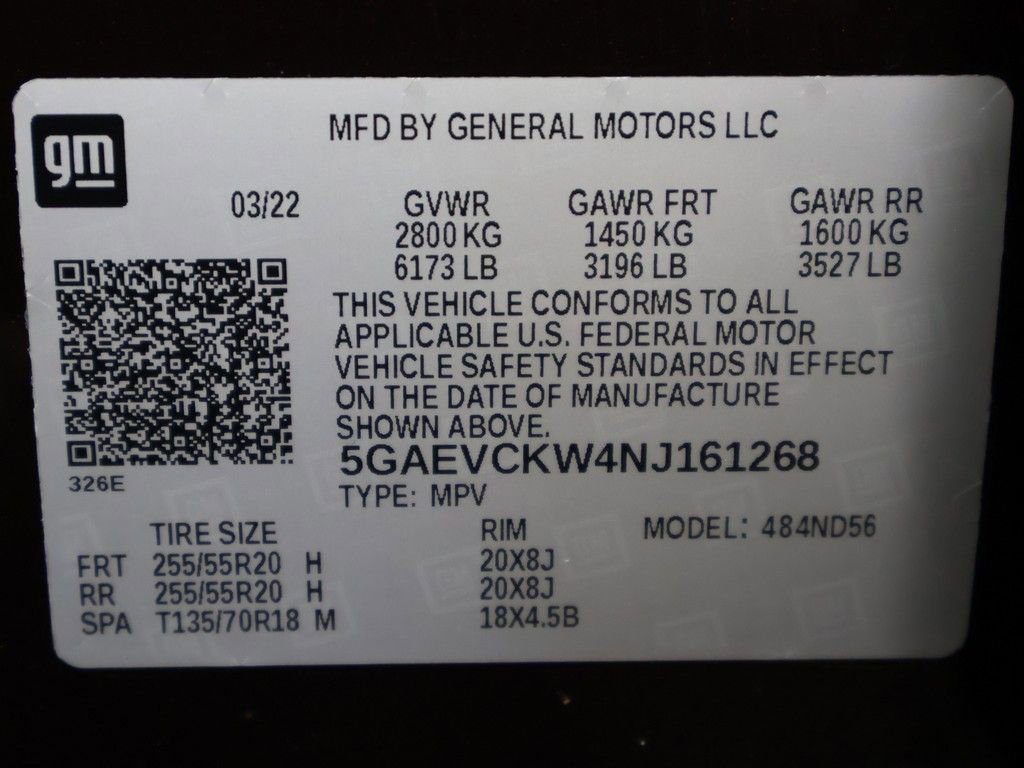 gm
MFD BY GENERAL MOTORS LLC
03/22 GVWR GAWR FRT GAWR RR
2800 KG 1450 KG 1600 KG
6173 LB 3196 LB 3527 LB
THIS VEHICLE CONFORMS TO ALL
APPLICABLE U.S. FEDERAL MOTOR
VEHICLE SAFETY STANDARDS IN EFFECT
ON THE DATE OF MANUFACTURE
SHOWN ABOVE.
5GAEVCKW4NJ161268
326E
TYPE: MPV
TIRE SIZE RIM MODEL: 484ND56
FRT 255/55R20 H 20X8J
RR 255/55R20 H 20X8J
SPA T135/70R18 M 18X4.5B